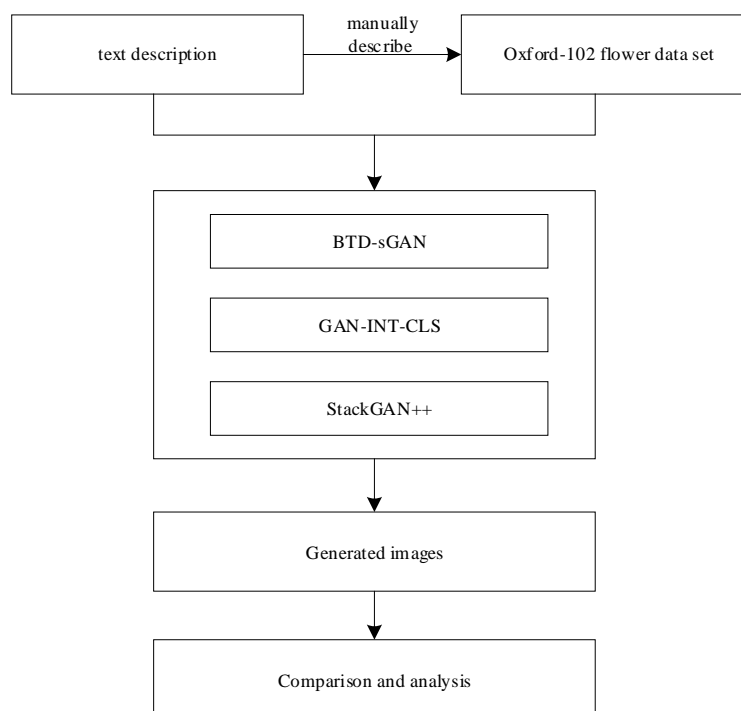 text description
manually
describe
Oxford-102 flower data set
BTD-sGAN
GAN-INT-CLS
StackGAN++
Generated images
Comparison and analysis